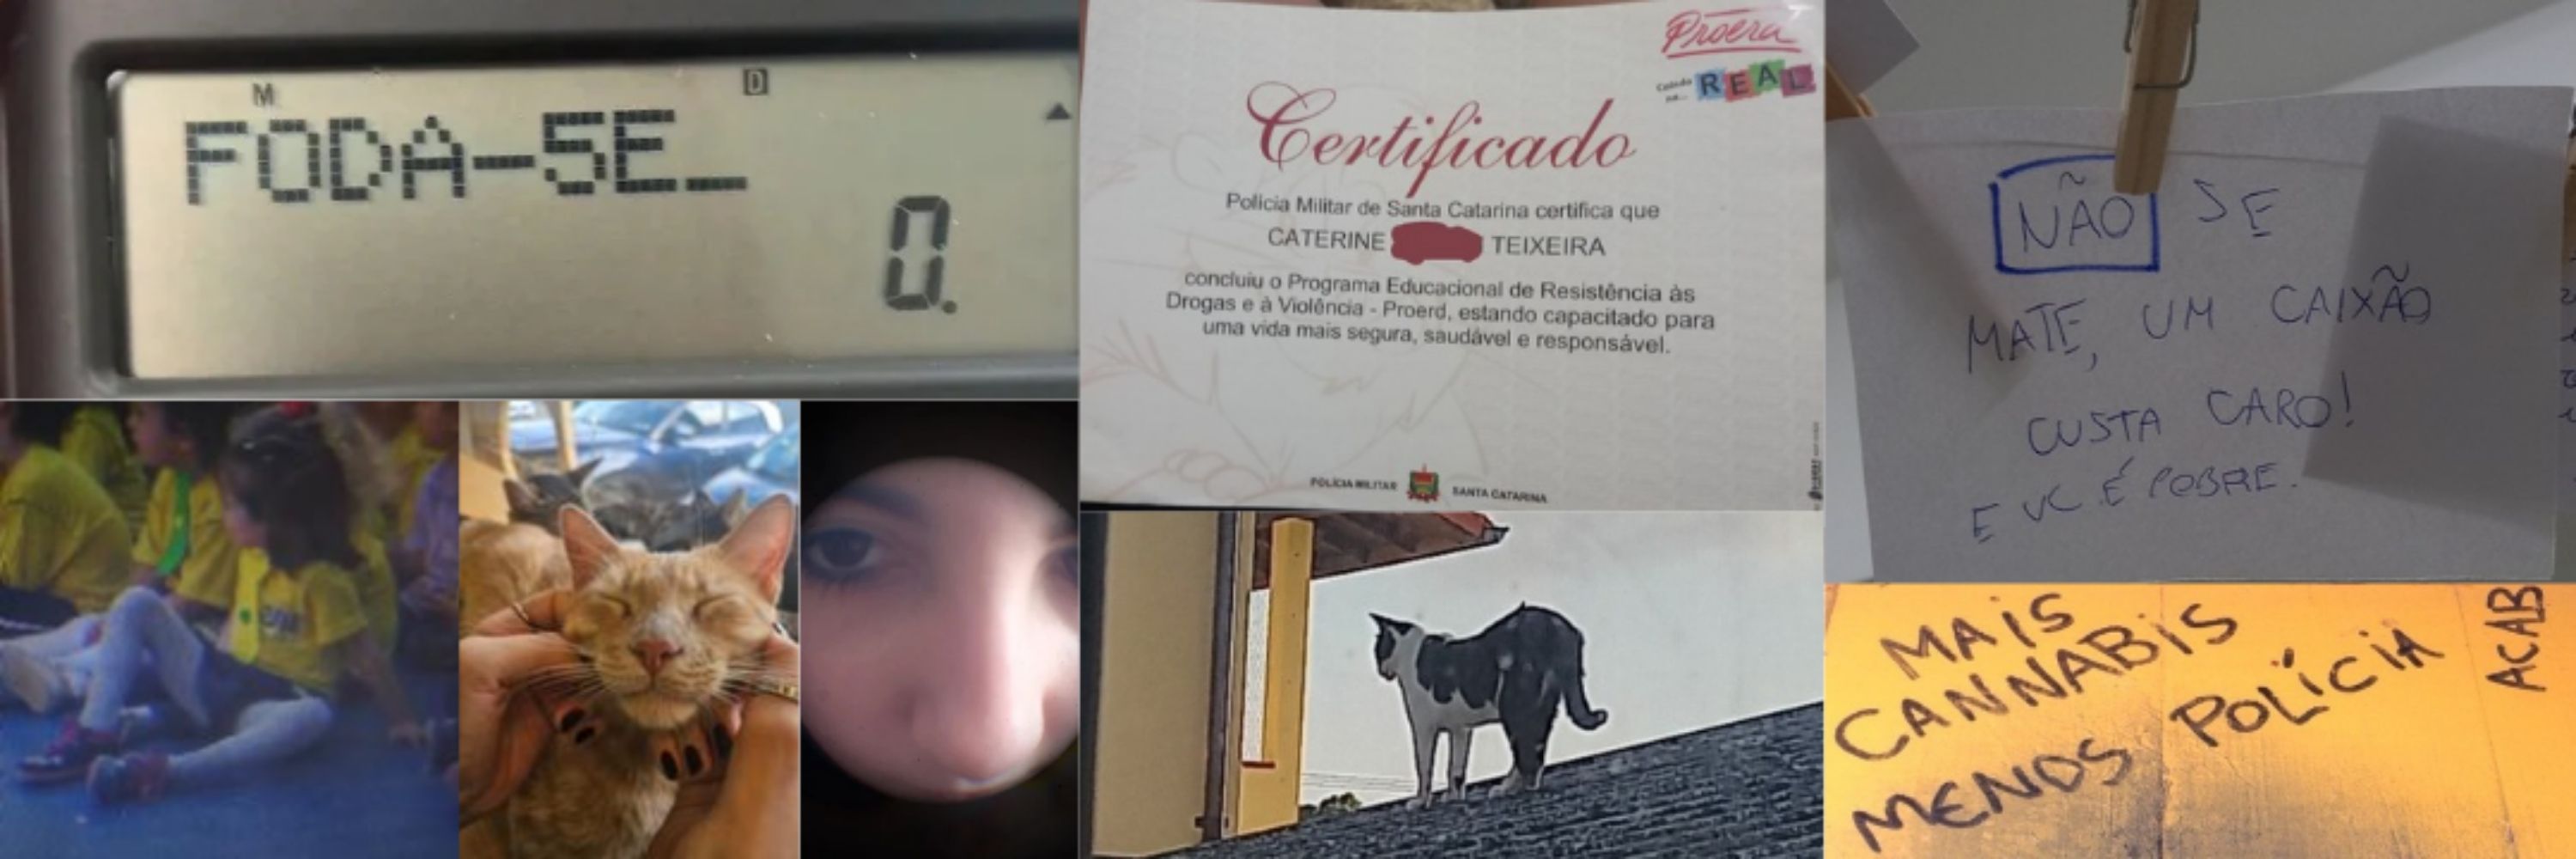 M
D
FODA-SE_
0.
Proerd
Caindo na... REAL
Certificado
Polícia Militar de Santa Catarina certifica que
CATERINE TEIXEIRA
concluiu o Programa Educacional de Resistência às
Drogas e à Violência - Proerd, estando capacitado para
uma vida mais segura, saudável e responsável.
POLÍCIA MILITAR SANTA CATARINA
NÃO SE
MATE, UM CAIXÃO
CUSTA CARO!
E VC É POBRE.
MAIS
CANNABIS
MENOS POLÍCIA
ACAB